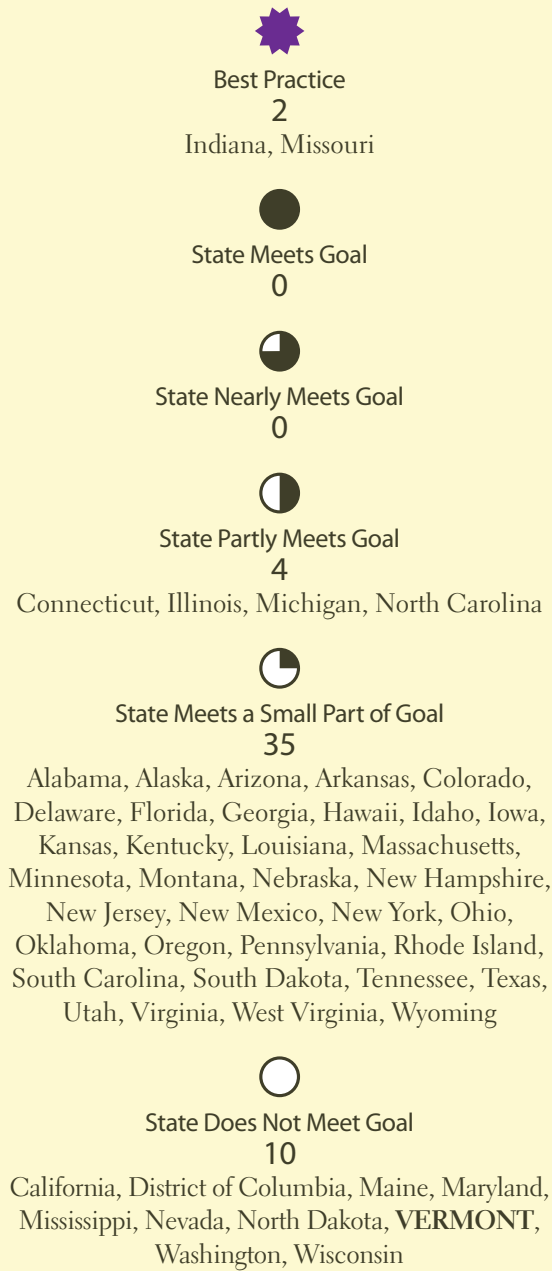 Best Practice
2
Indiana, Missouri
State Meets Goal
0
State Nearly Meets Goal
0
State Partly Meets Goal
4
Connecticut, Illinois, Michigan, North Carolina
State Meets a Small Part of Goal
35
Alabama, Alaska, Arizona, Arkansas, Colorado,
Delaware, Florida, Georgia, Hawaii, Idaho, Iowa,
Kansas, Kentucky, Louisiana, Massachusetts,
Minnesota, Montana, Nebraska, New Hampshire,
New Jersey, New Mexico, New York, Ohio,
Oklahoma, Oregon, Pennsylvania, Rhode Island,
South Carolina, South Dakota, Tennessee, Texas,
Utah, Virginia, West Virginia, Wyoming
State Does Not Meet Goal
10
California, District of Columbia, Maine, Maryland,
Mississippi, Nevada, North Dakota, VERMONT,
Washington, Wisconsin